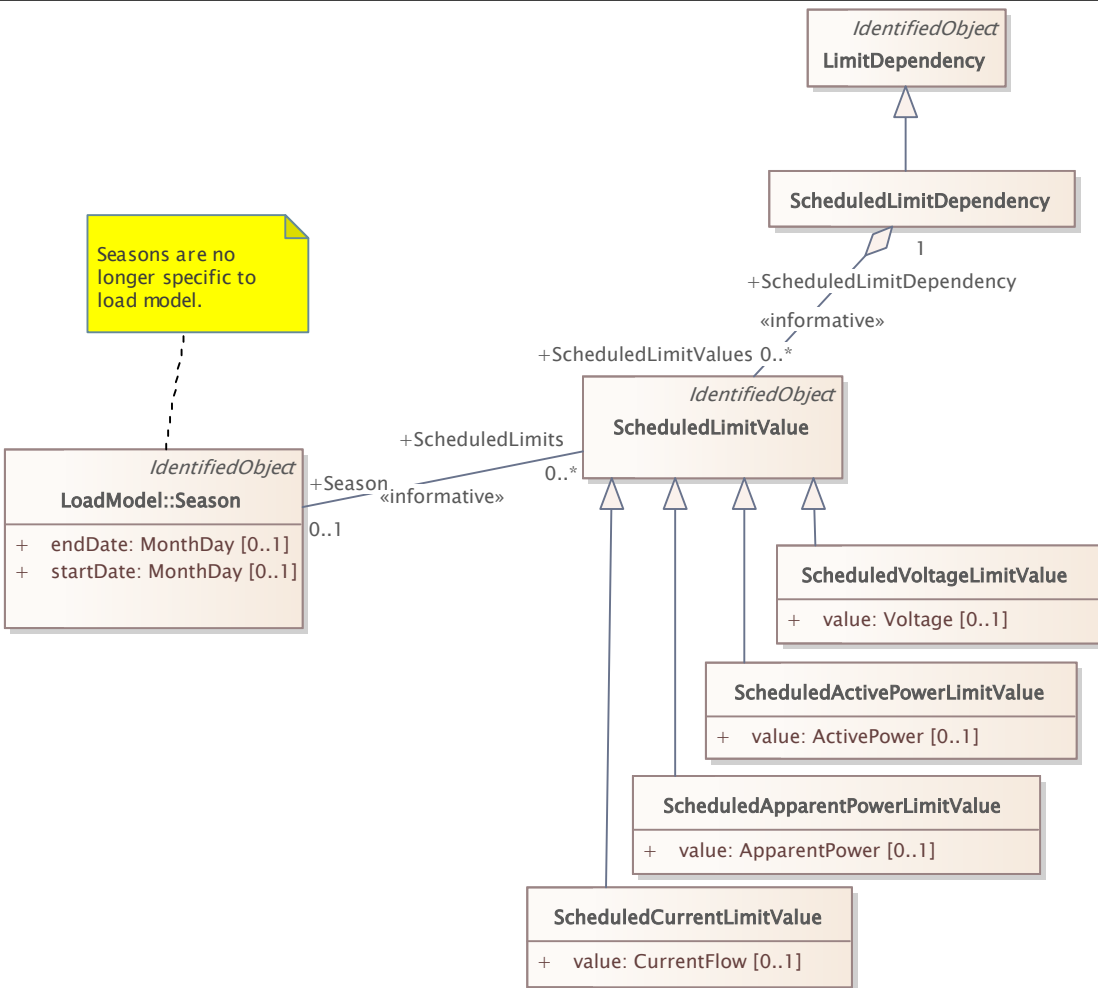 IdentifiedObject
LimitDependency
ScheduledLimitDependency
1
+ScheduledLimitDependency
«informative»
+ScheduledLimitValues 0..*
Seasons are no
longer specific to
load model.
IdentifiedObject
ScheduledLimitValue
+ScheduledLimits
0..*
+Season
«informative»
0..1
IdentifiedObject
LoadModel::Season
+ endDate: MonthDay [0..1]
+ startDate: MonthDay [0..1]
ScheduledVoltageLimitValue
+ value: Voltage [0..1]
ScheduledActivePowerLimitValue
+ value: ActivePower [0..1]
ScheduledApparentPowerLimitValue
+ value: ApparentPower [0..1]
ScheduledCurrentLimitValue
+ value: CurrentFlow [0..1]